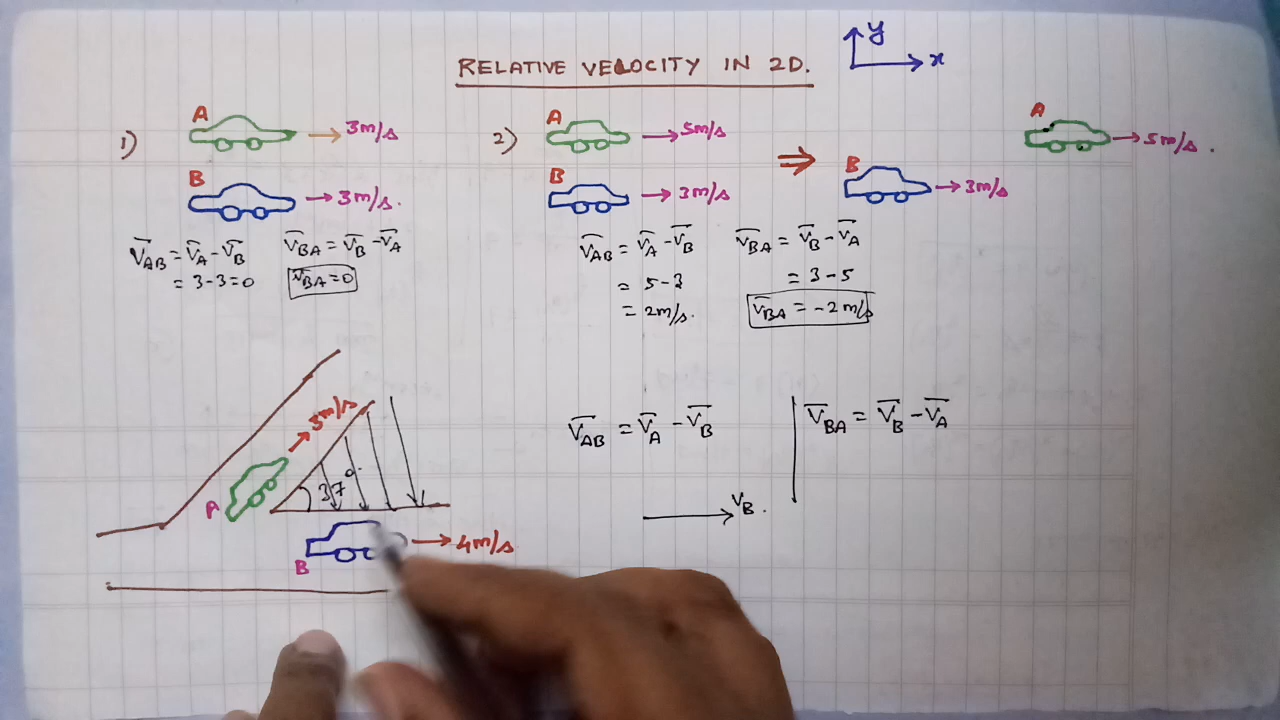 RELATIVE VELOCITY IN 2D.
y
x
1)
A
3m/s
B
3m/s.
V̅AB = V̅A - V̅B
= 3-3=0
V̅BA = V̅B - V̅A
V̅BA = 0
2)
A
5m/s
B
3m/s
⇒
A
5m/s.
B
3m/s
V̅AB = V̅A - V̅B
= 5-3
= 2m/s.
V̅BA = V̅B - V̅A
= 3-5
V̅BA = -2m/s
A
5m/s
37°
B
4m/s
V̅AB = V̅A - V̅B
V̅BA = V̅B - V̅A
VB.